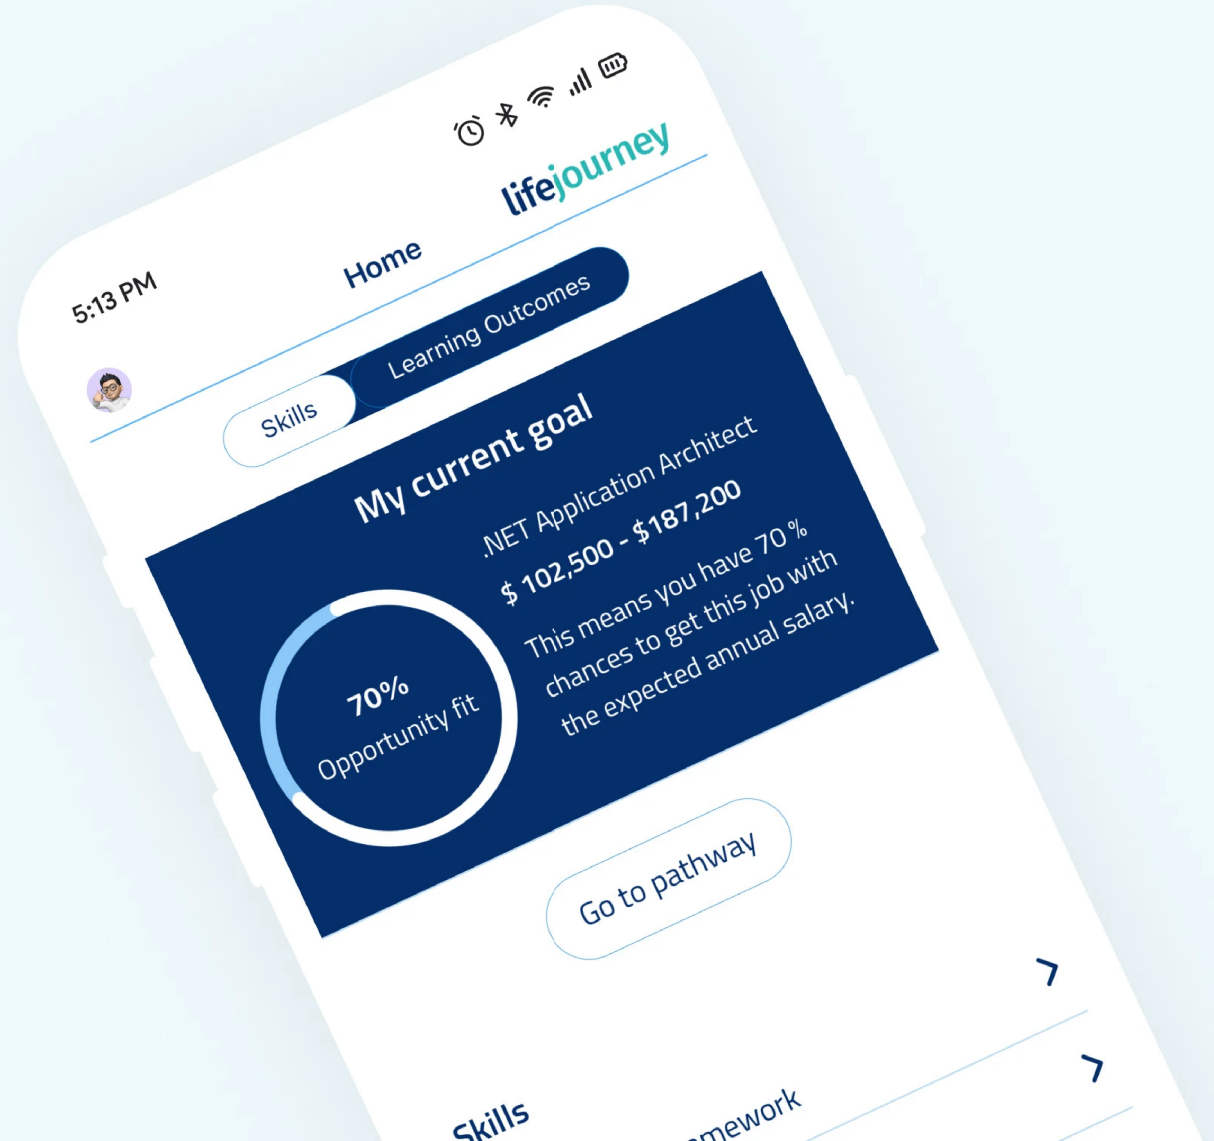 5:13 PM
Home
lifejourney
Skills
Learning Outcomes
My current goal
.NET Application Architect
$ 102,500 - $187,200
This means you have 70 %
chances to get this job with
the expected annual salary.
70%
Opportunity fit
Go to pathway
Skills